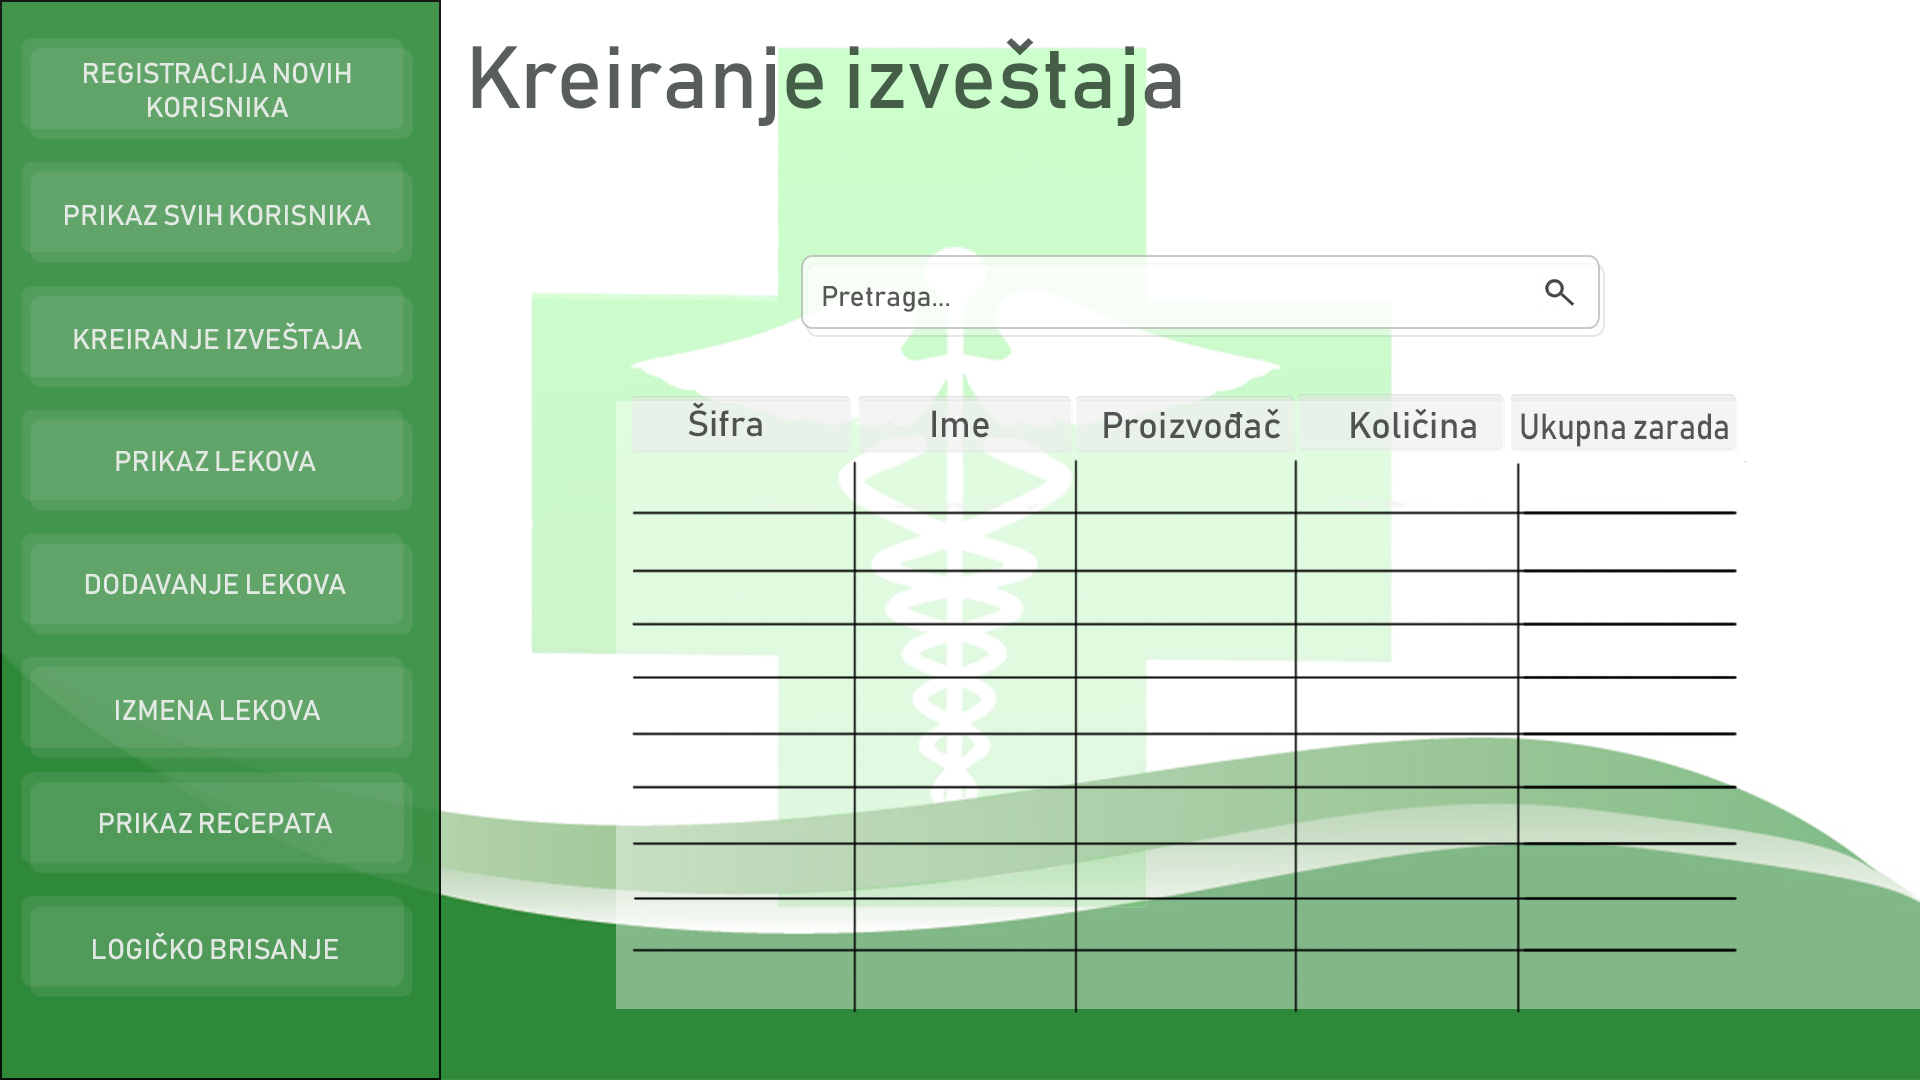 REGISTRACIJA NOVIH
KORISNIKA
PRIKAZ SVIH KORISNIKA
KREIRANJE IZVEŠTAJA
PRIKAZ LEKOVA
DODAVANJE LEKOVA
IZMENA LEKOVA
PRIKAZ RECEPATA
LOGIČKO BRISANJE
Kreiranje izveštaja
Pretraga...
Šifra Ime Proizvođač Količina Ukupna zarada